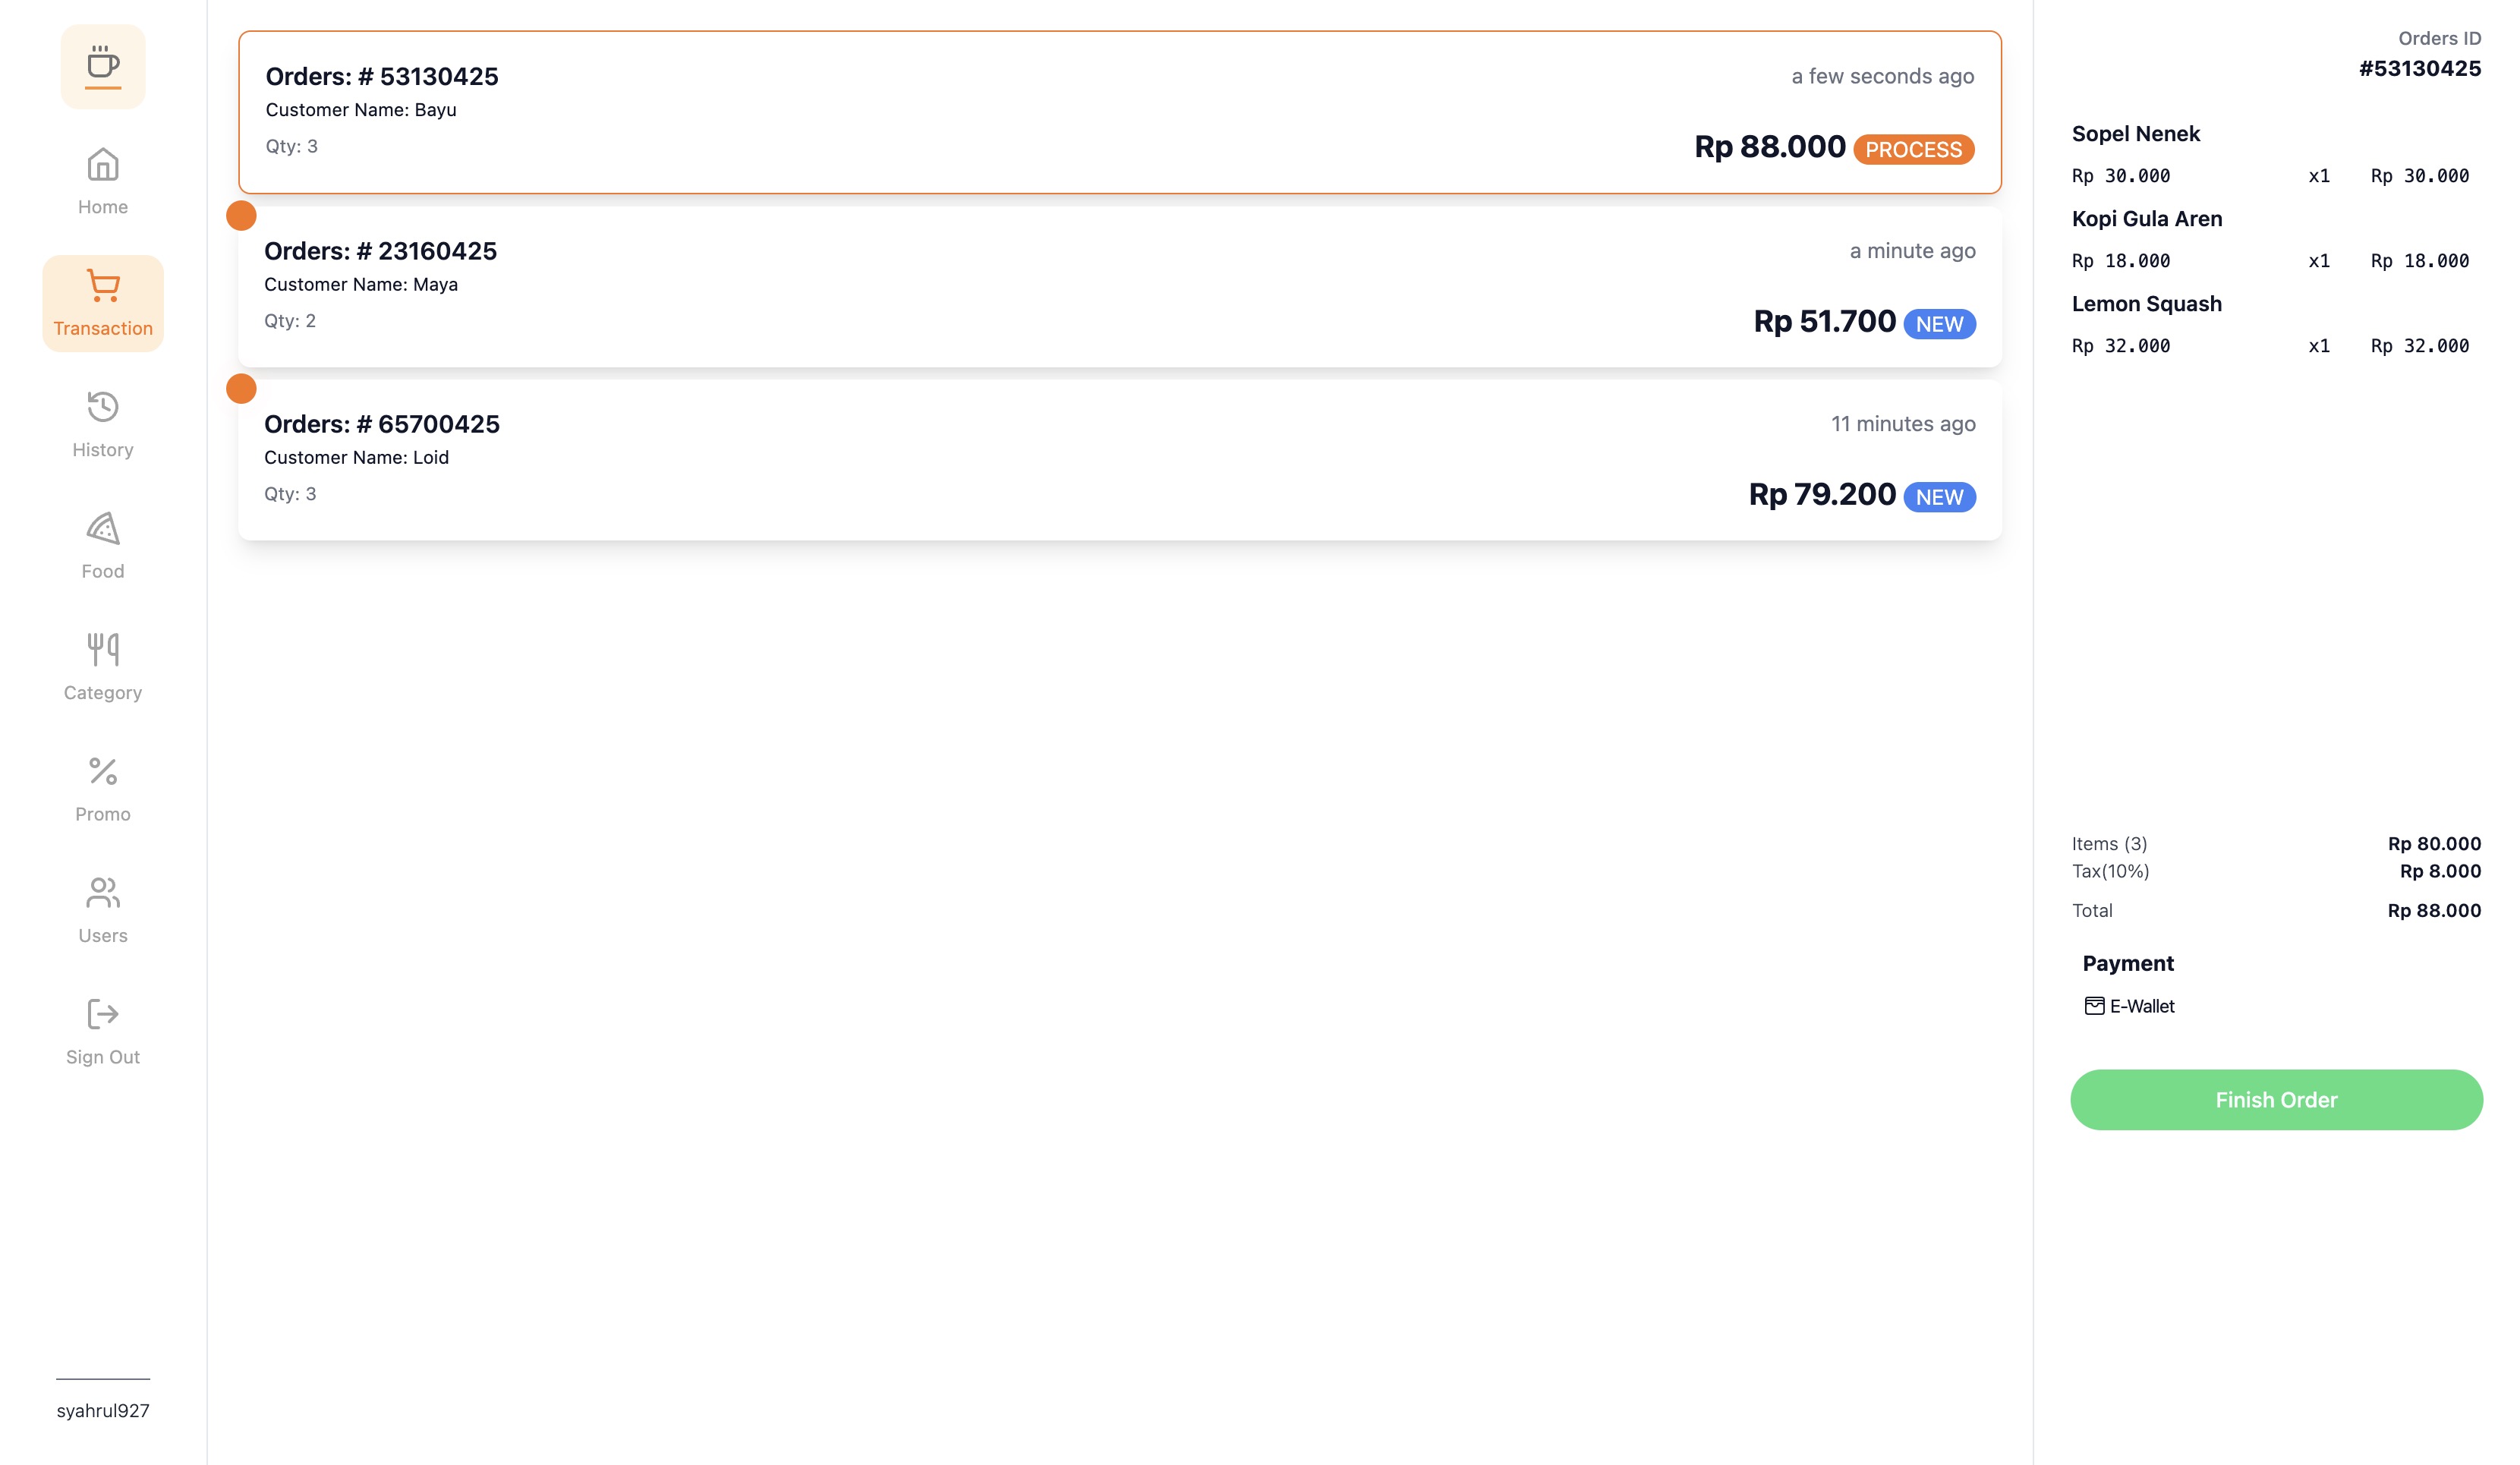 Home
Transaction
History
Food
Category
Promo
Users
Sign Out
syahrul927
Orders: # 53130425
a few seconds ago
Customer Name: Bayu
Qty: 3
Rp 88.000 PROCESS
Orders: # 23160425
a minute ago
Customer Name: Maya
Qty: 2
Rp 51.700 NEW
Orders: # 65700425
11 minutes ago
Customer Name: Loid
Qty: 3
Rp 79.200 NEW
Orders ID
#53130425
Sopel Nenek
Rp 30.000 x1 Rp 30.000
Kopi Gula Aren
Rp 18.000 x1 Rp 18.000
Lemon Squash
Rp 32.000 x1 Rp 32.000
Items (3) Rp 80.000
Tax(10%) Rp 8.000
Total Rp 88.000
Payment
E-Wallet
Finish Order